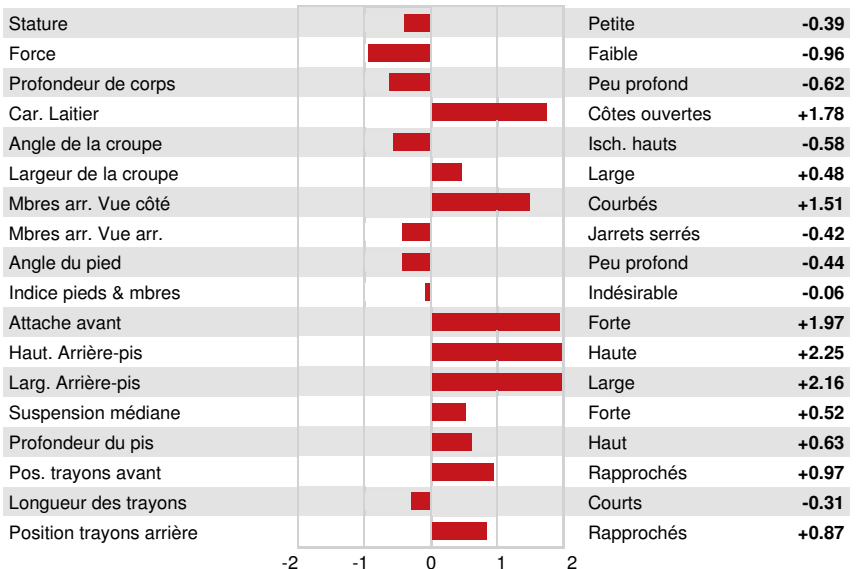 Stature Petite -0.39
Force Faible -0.96
Profondeur de corps Peu profond -0.62
Car. Laitier Côtes ouvertes +1.78
Angle de la croupe Isch. hauts -0.58
Largeur de la croupe Large +0.48
Mbres arr. Vue côté Courbés +1.51
Mbres arr. Vue arr. Jarrets serrés -0.42
Angle du pied Peu profond -0.44
Indice pieds & mbres Indésirable -0.06
Attache avant Forte +1.97
Haut. Arrière-pis Haute +2.25
Larg. Arrière-pis Large +2.16
Suspension médiane Forte +0.52
Profondeur du pis Haut +0.63
Pos. trayons avant Rapprochés +0.97
Longueur des trayons Courts -0.31
Position trayons arrière Rapprochés +0.87
-2 -1 0 1 2